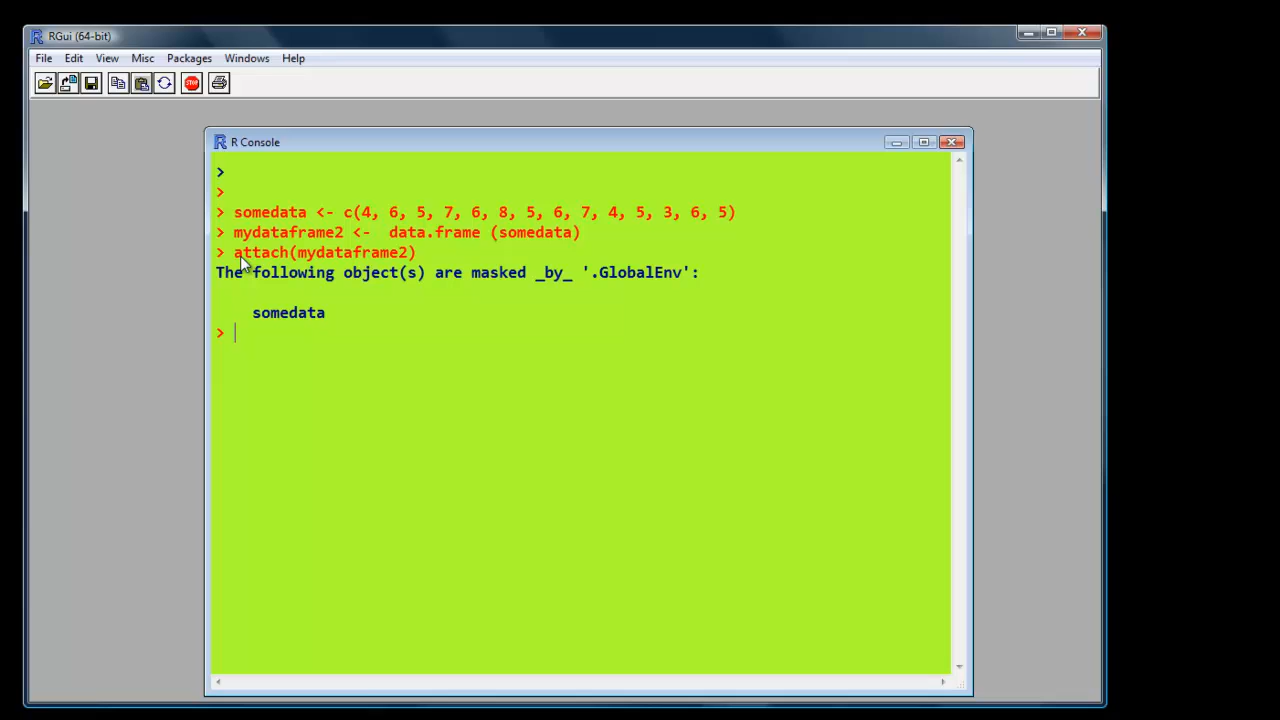 RGui (64-bit)
File Edit View Misc Packages Windows Help
STOP
R Console
>
>
> somedata <- c(4, 6, 5, 7, 6, 8, 5, 6, 7, 4, 5, 3, 6, 5)
> mydataframe2 <-  data.frame (somedata)
> attach(mydataframe2)
The following object(s) are masked _by_ '.GlobalEnv':
somedata
>